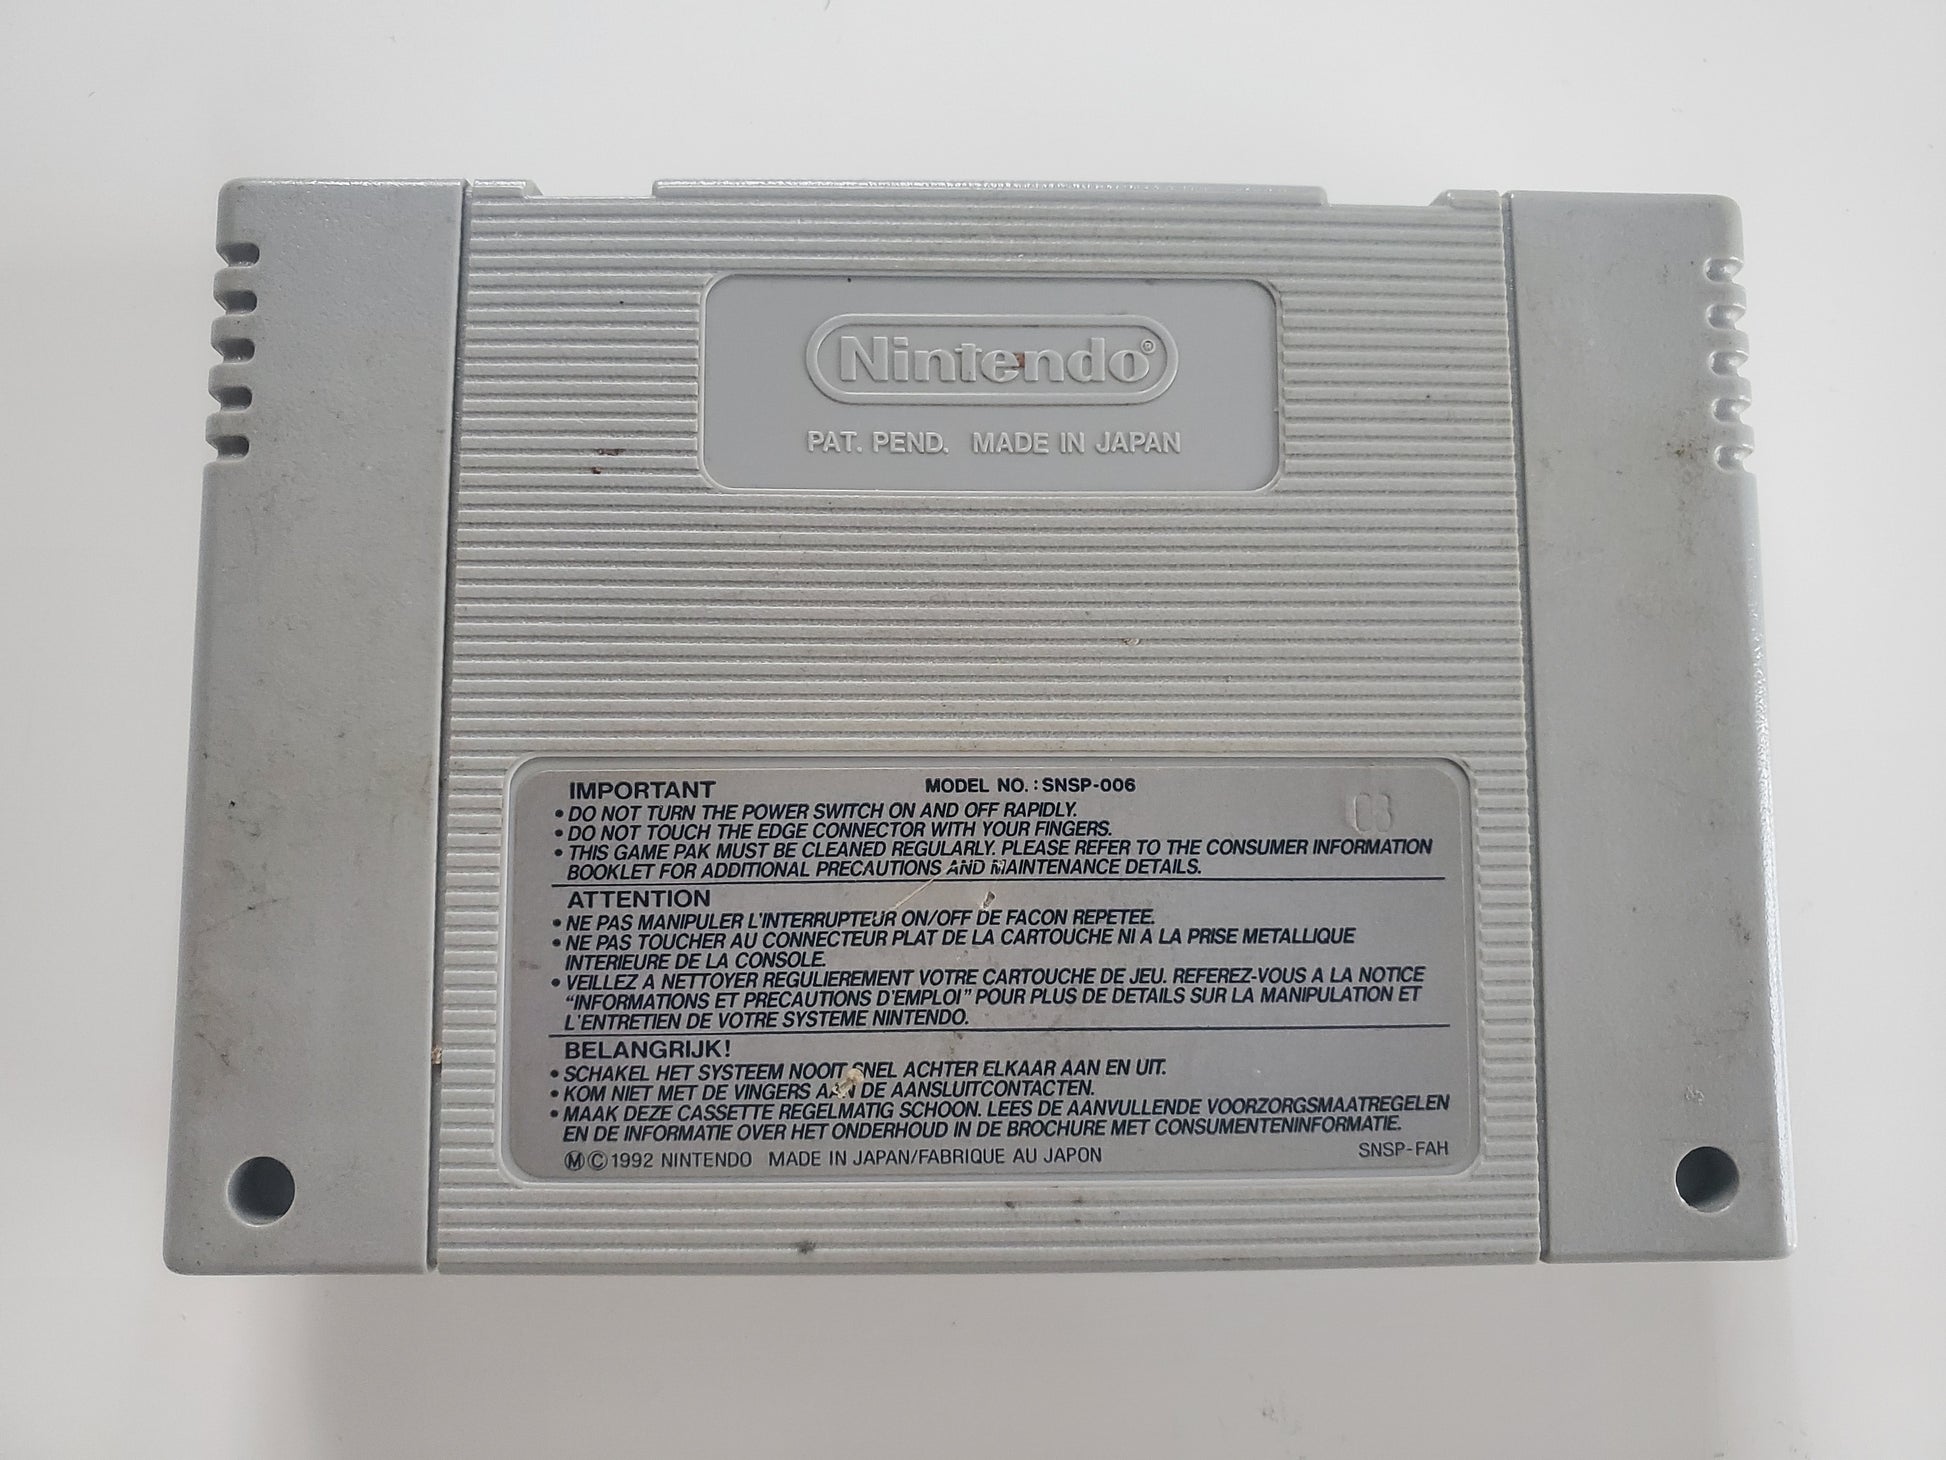 Nintendo®
PAT. PEND. MADE IN JAPAN
IMPORTANT MODEL NO. : SNSP-006
• DO NOT TURN THE POWER SWITCH ON AND OFF RAPIDLY.
• DO NOT TOUCH THE EDGE CONNECTOR WITH YOUR FINGERS.
• THIS GAME PAK MUST BE CLEANED REGULARLY. PLEASE REFER TO THE CONSUMER INFORMATION
BOOKLET FOR ADDITIONAL PRECAUTIONS AND MAINTENANCE DETAILS.
ATTENTION
• NE PAS MANIPULER L'INTERRUPTEUR ON/OFF DE FACON REPETEE.
• NE PAS TOUCHER AU CONNECTEUR PLAT DE LA CARTOUCHE NI A LA PRISE METALLIQUE
INTERIEURE DE LA CONSOLE.
• VEILLEZ A NETTOYER REGULIEREMENT VOTRE CARTOUCHE DE JEU. REFEREZ-VOUS A LA NOTICE
“INFORMATIONS ET PRECAUTIONS D'EMPLOI” POUR PLUS DE DETAILS SUR LA MANIPULATION ET
L'ENTRETIEN DE VOTRE SYSTEME NINTENDO.
BELANGRIJK!
• SCHAKEL HET SYSTEEM NOOIT SNEL ACHTER ELKAAR AAN EN UIT.
• KOM NIET MET DE VINGERS AAN DE AANSLUITCONTACTEN.
• MAAK DEZE CASSETTE REGELMATIG SCHOON. LEES DE AANVULLENDE VOORZORGSMAATREGELEN
EN DE INFORMATIE OVER HET ONDERHOUD IN DE BROCHURE MET CONSUMENTENINFORMATIE.
Ⓜ©1992 NINTENDO MADE IN JAPAN/FABRIQUE AU JAPON SNSP-FAH